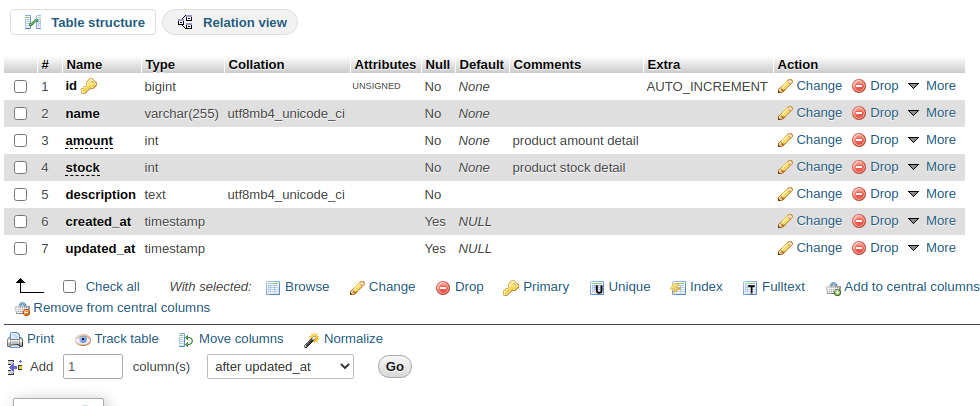 Table structure Relation view
# Name Type Collation Attributes Null Default Comments Extra Action
1 id bigint UNSIGNED No None AUTO_INCREMENT Change Drop More
2 name varchar(255) utf8mb4_unicode_ci No None Change Drop More
3 amount int No None product amount detail Change Drop More
4 stock int No None product stock detail Change Drop More
5 description text utf8mb4_unicode_ci No Change Drop More
6 created_at timestamp Yes NULL Change Drop More
7 updated_at timestamp Yes NULL Change Drop More
Check all With selected: Browse Change Drop Primary Unique Index Fulltext Add to central columns
Remove from central columns
Print Track table Move columns Normalize
Add 1 column(s) after updated_at Go